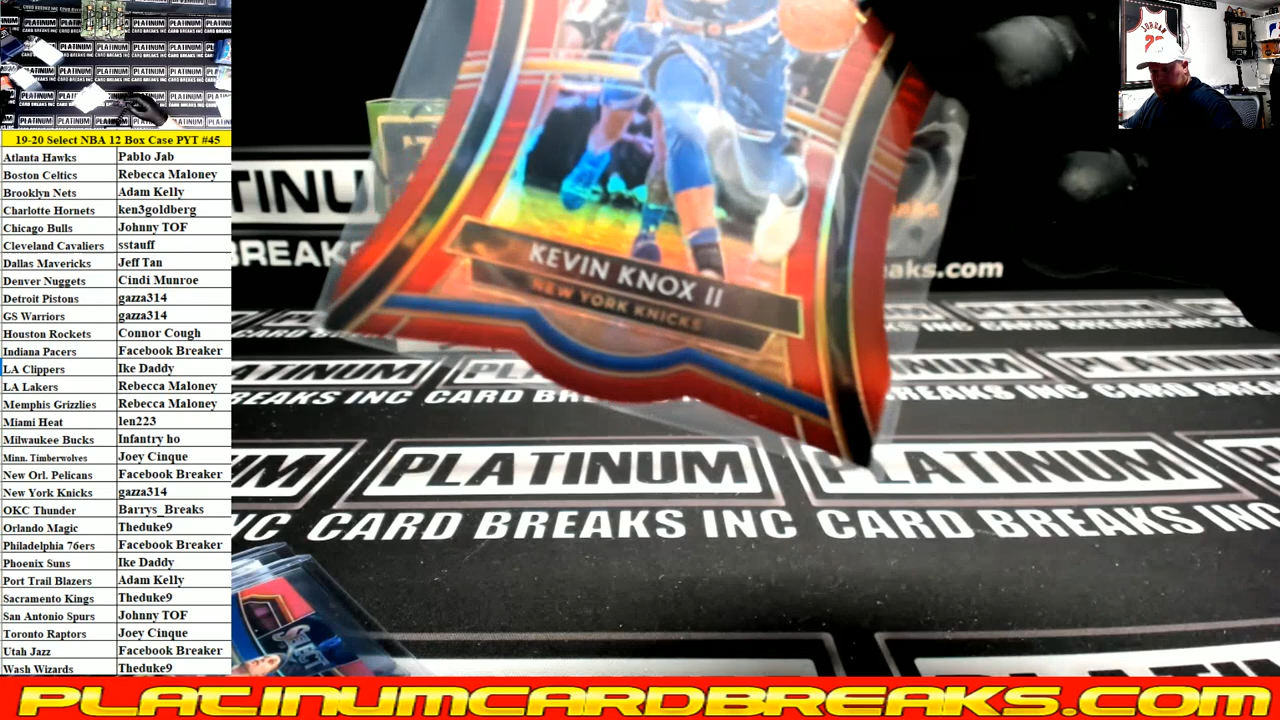 19-20 Select NBA 12 Box Case PYT #45
Atlanta Hawks Pablo Jab
Boston Celtics Rebecca Maloney
Brooklyn Nets Adam Kelly
Charlotte Hornets ken3goldberg
Chicago Bulls Johnny TOF
Cleveland Cavaliers sstauff
Dallas Mavericks Jeff Tan
Denver Nuggets Cindi Munroe
Detroit Pistons gazza314
GS Warriors gazza314
Houston Rockets Connor Cough
Indiana Pacers Facebook Breaker
LA Clippers Ike Daddy
LA Lakers Rebecca Maloney
Memphis Grizzlies Rebecca Maloney
Miami Heat len223
Milwaukee Bucks Infantry ho
Minn. Timberwolves Joey Cinque
New Orl. Pelicans Facebook Breaker
New York Knicks gazza314
OKC Thunder Barrys_Breaks
Orlando Magic Theduke9
Philadelphia 76ers Facebook Breaker
Phoenix Suns Ike Daddy
Port Trail Blazers Adam Kelly
Sacramento Kings Theduke9
San Antonio Spurs Johnny TOF
Toronto Raptors Joey Cinque
Utah Jazz Facebook Breaker
Wash Wizards Theduke9
KEVIN KNOX II
NEW YORK KNICKS
JORDAN
PLATINUM
CARD BREAKS INC CARD BREAKS INC
SELECT
PLATINUMCARDBREAKS.COM